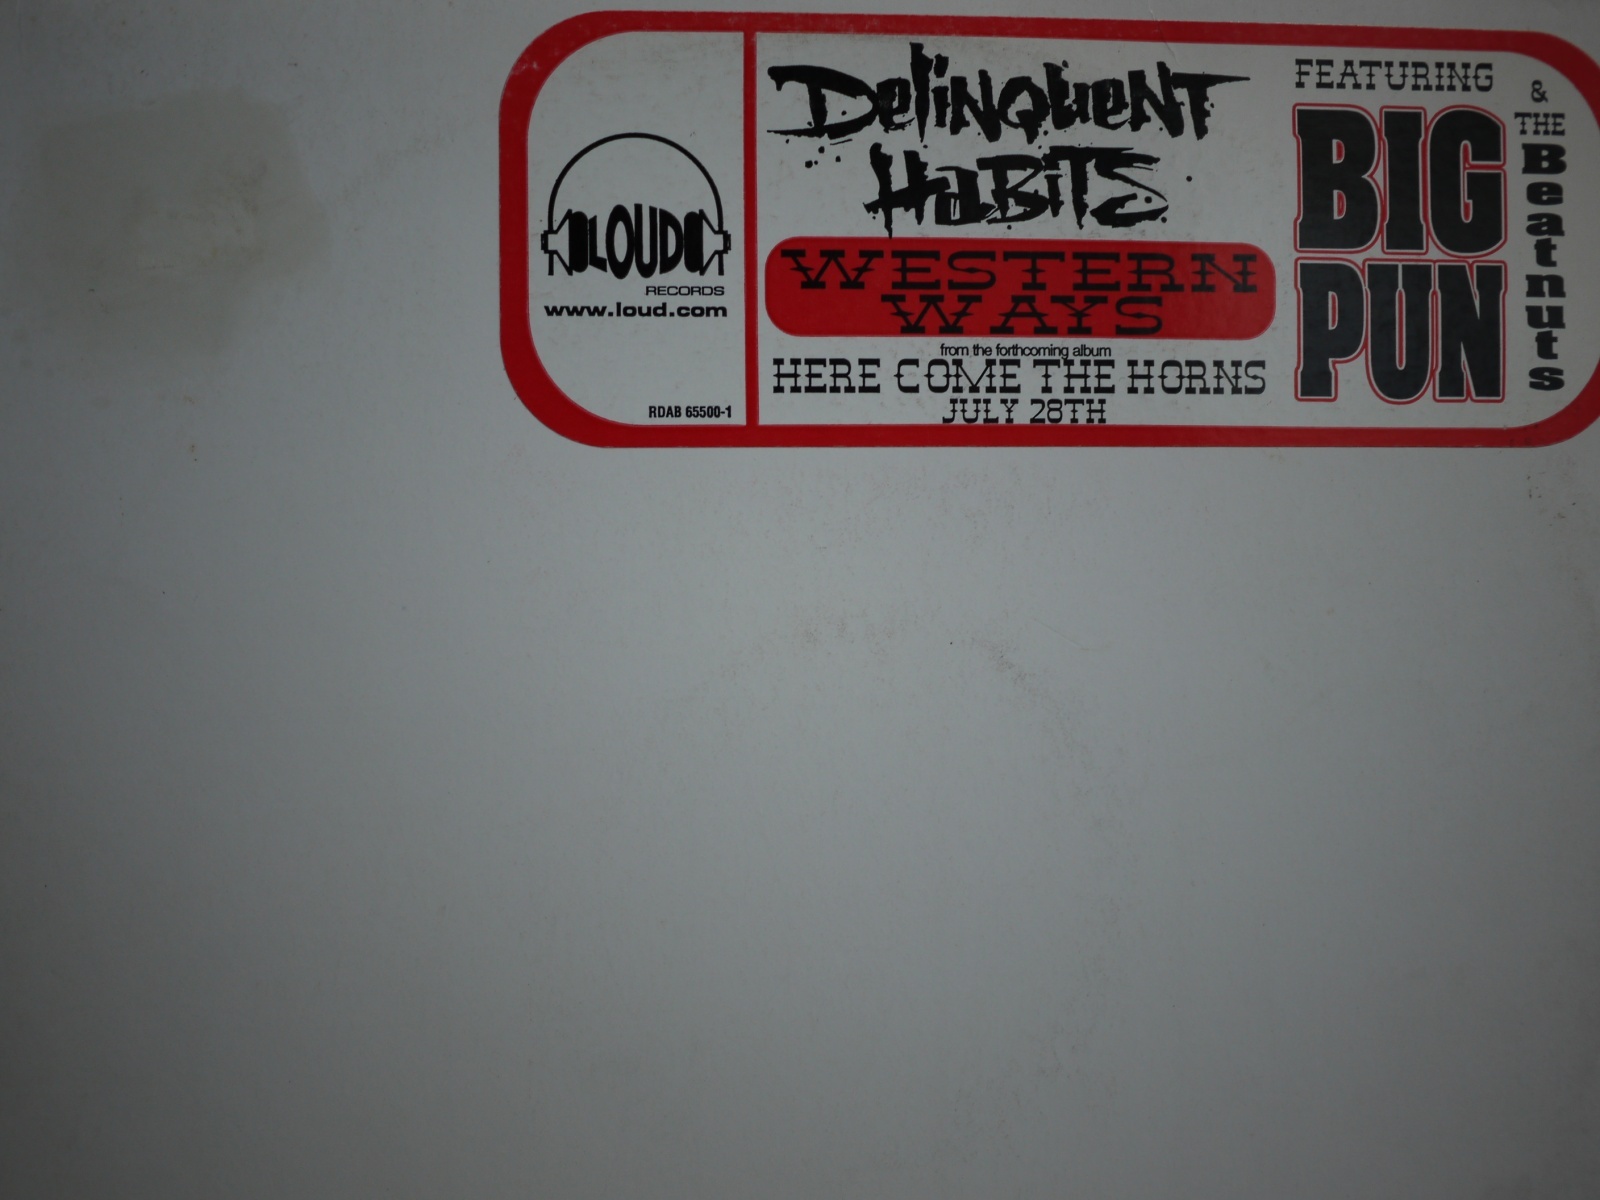 LOUD
RECORDS
www.loud.com
RDAB 65500-1
Delinquent
Habits
WESTERN
WAYS
from the forthcoming album
HERE COME THE HORNS
JULY 28TH
FEATURING
BIG
PUN
&
THE
Beatnuts